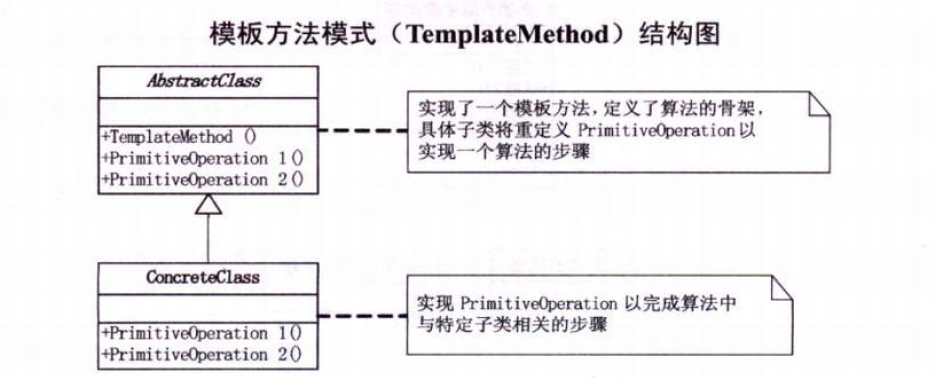 模板方法模式（TemplateMethod）结构图
AbstractClass
+TemplateMethod ()
+PrimitiveOperation 1()
+PrimitiveOperation 2()
实现了一个模板方法，定义了算法的骨架，
具体子类将重定义 PrimitiveOperation 以
实现一个算法的步骤
ConcreteClass
+PrimitiveOperation 1()
+PrimitiveOperation 2()
实现 PrimitiveOperation 以完成算法中
与特定子类相关的步骤